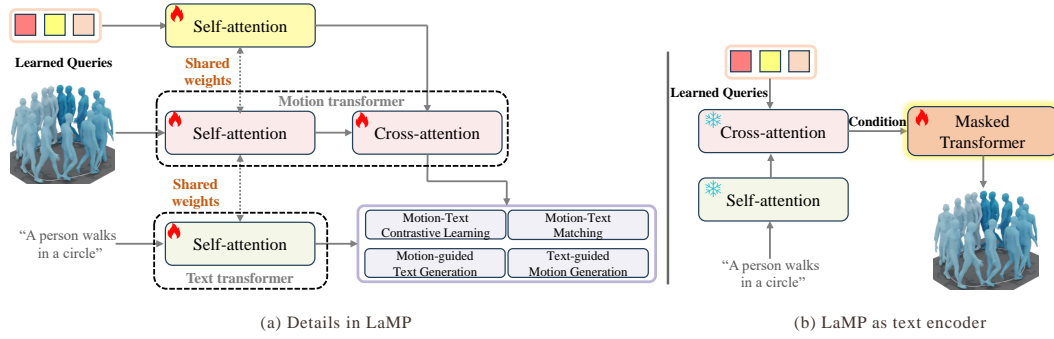 Self-attention
Learned Queries
Shared
weights
Motion transformer
Self-attention
Cross-attention
Shared
weights
“A person walks
in a circle”
Self-attention
Text transformer
Motion-Text
Contrastive Learning
Motion-Text
Matching
Motion-guided
Text Generation
Text-guided
Motion Generation
(a) Details in LaMP
Learned Queries
Cross-attention
Condition
Masked
Transformer
Self-attention
“A person walks
in a circle”
(b) LaMP as text encoder